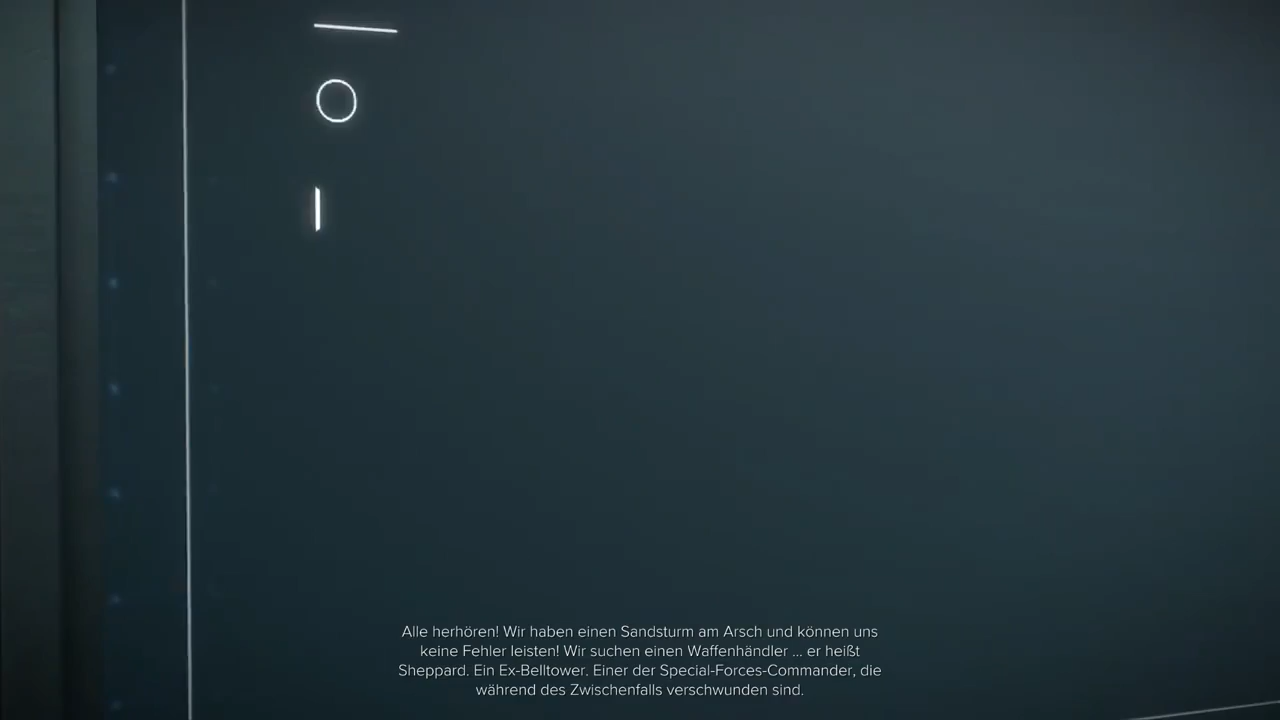 Alle herhören! Wir haben einen Sandsturm am Arsch und können uns
keine Fehler leisten! Wir suchen einen Waffenhändler ... er heißt
Sheppard. Ein Ex-Belltower. Einer der Special-Forces-Commander, die
während des Zwischenfalls verschwunden sind.